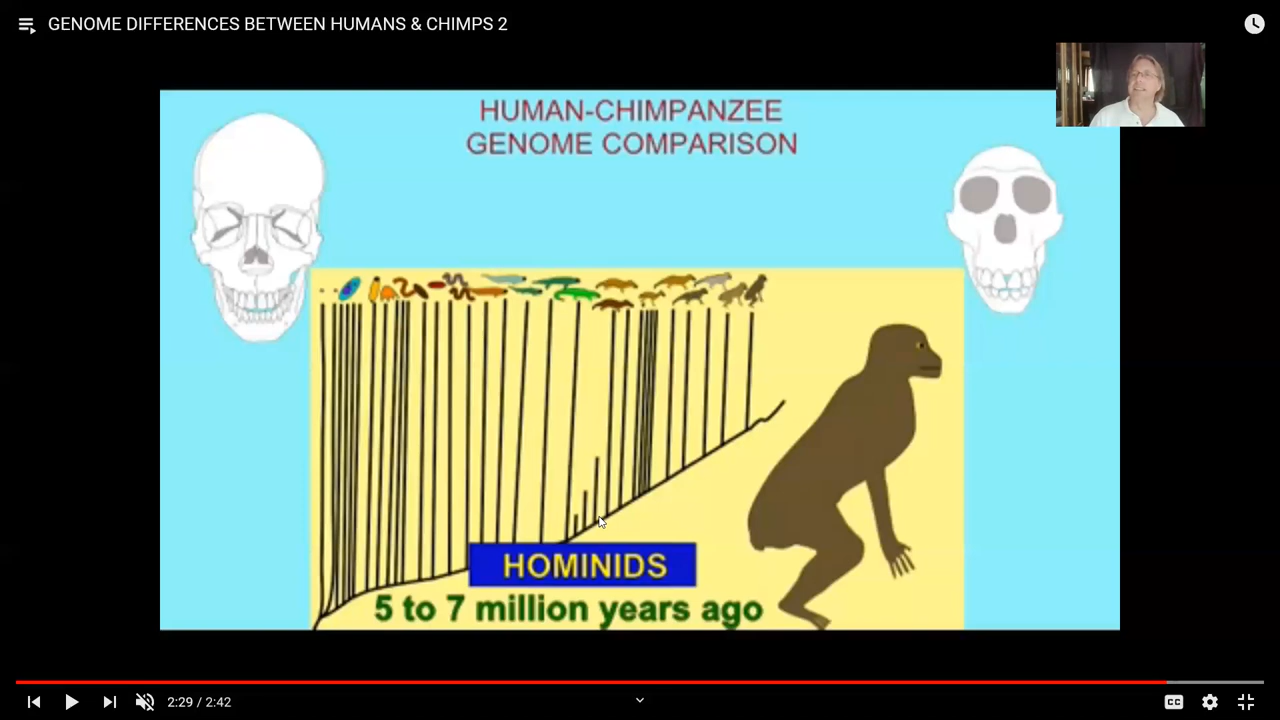 GENOME DIFFERENCES BETWEEN HUMANS & CHIMPS 2
HUMAN-CHIMPANZEE
GENOME COMPARISON
HOMINIDS
5 to 7 million years ago
2:29 / 2:42
CC